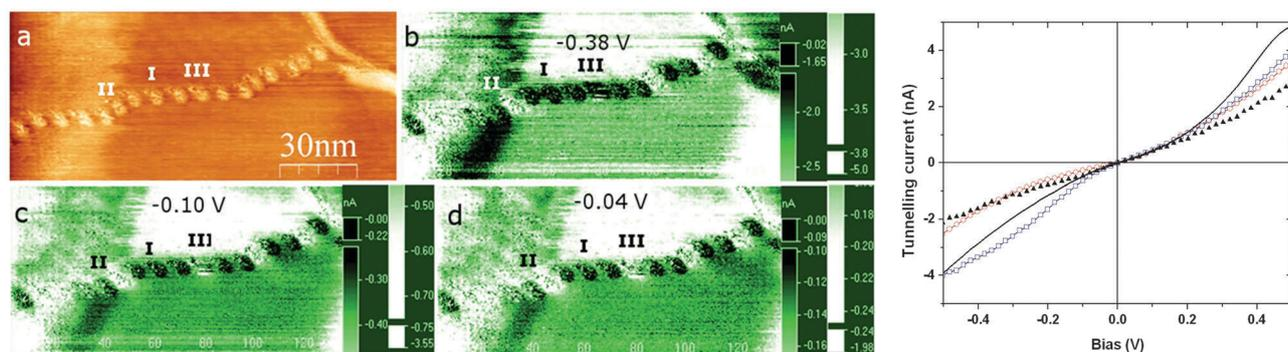 a
II I III
30nm
b
-0.38 V
II I III
nA
-0.02
-1.65
-2.0
-2.5
-3.0
-3.5
-3.8
-5.0
c
-0.10 V
II I III
nA
-0.00
-0.22
-0.30
-0.40
-0.50
-0.60
-0.70
-0.75
-3.55
40 60 80 100 120
d
-0.04 V
II I III
nA
-0.00
-0.09
-0.10
-0.12
-0.14
-0.16
-0.18
-0.20
-0.22
-0.24
-0.24
-1.98
40 60 80 100 120
Tunnelling current (nA)
4
2
0
-2
-4
-0.4 -0.2 0.0 0.2 0.4
Bias (V)